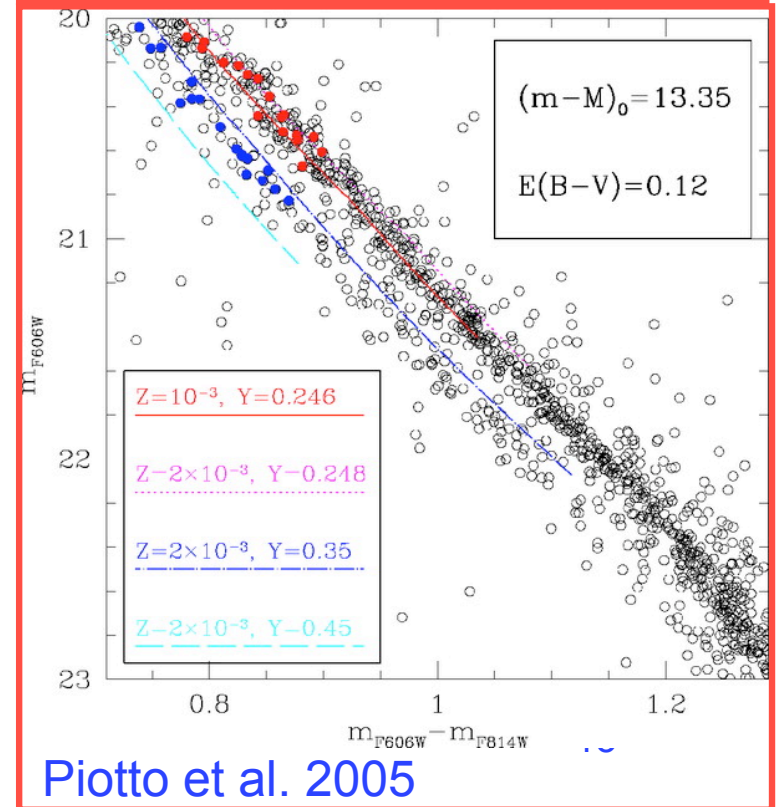 20
21
22
23
m_F606W
(m−M)₀=13.35
E(B−V)=0.12
Z=10⁻³, Y=0.246
Z−2×10⁻³, Y−0.248
Z=2×10⁻³, Y=0.35
Z−2×10⁻³, Y−0.45
0.8 1 1.2
m_F606W−m_F814W
Piotto et al. 2005